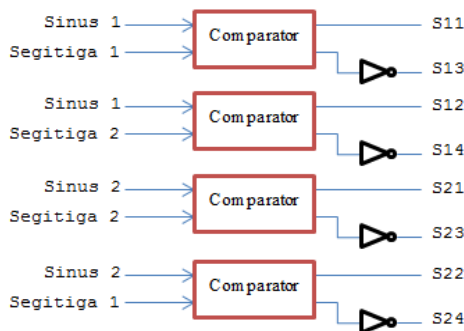 Sinus 1
Segitiga 1
Comparator
S11
S13
Sinus 1
Segitiga 2
Comparator
S12
S14
Sinus 2
Segitiga 2
Comparator
S21
S23
Sinus 2
Segitiga 1
Comparator
S22
S24